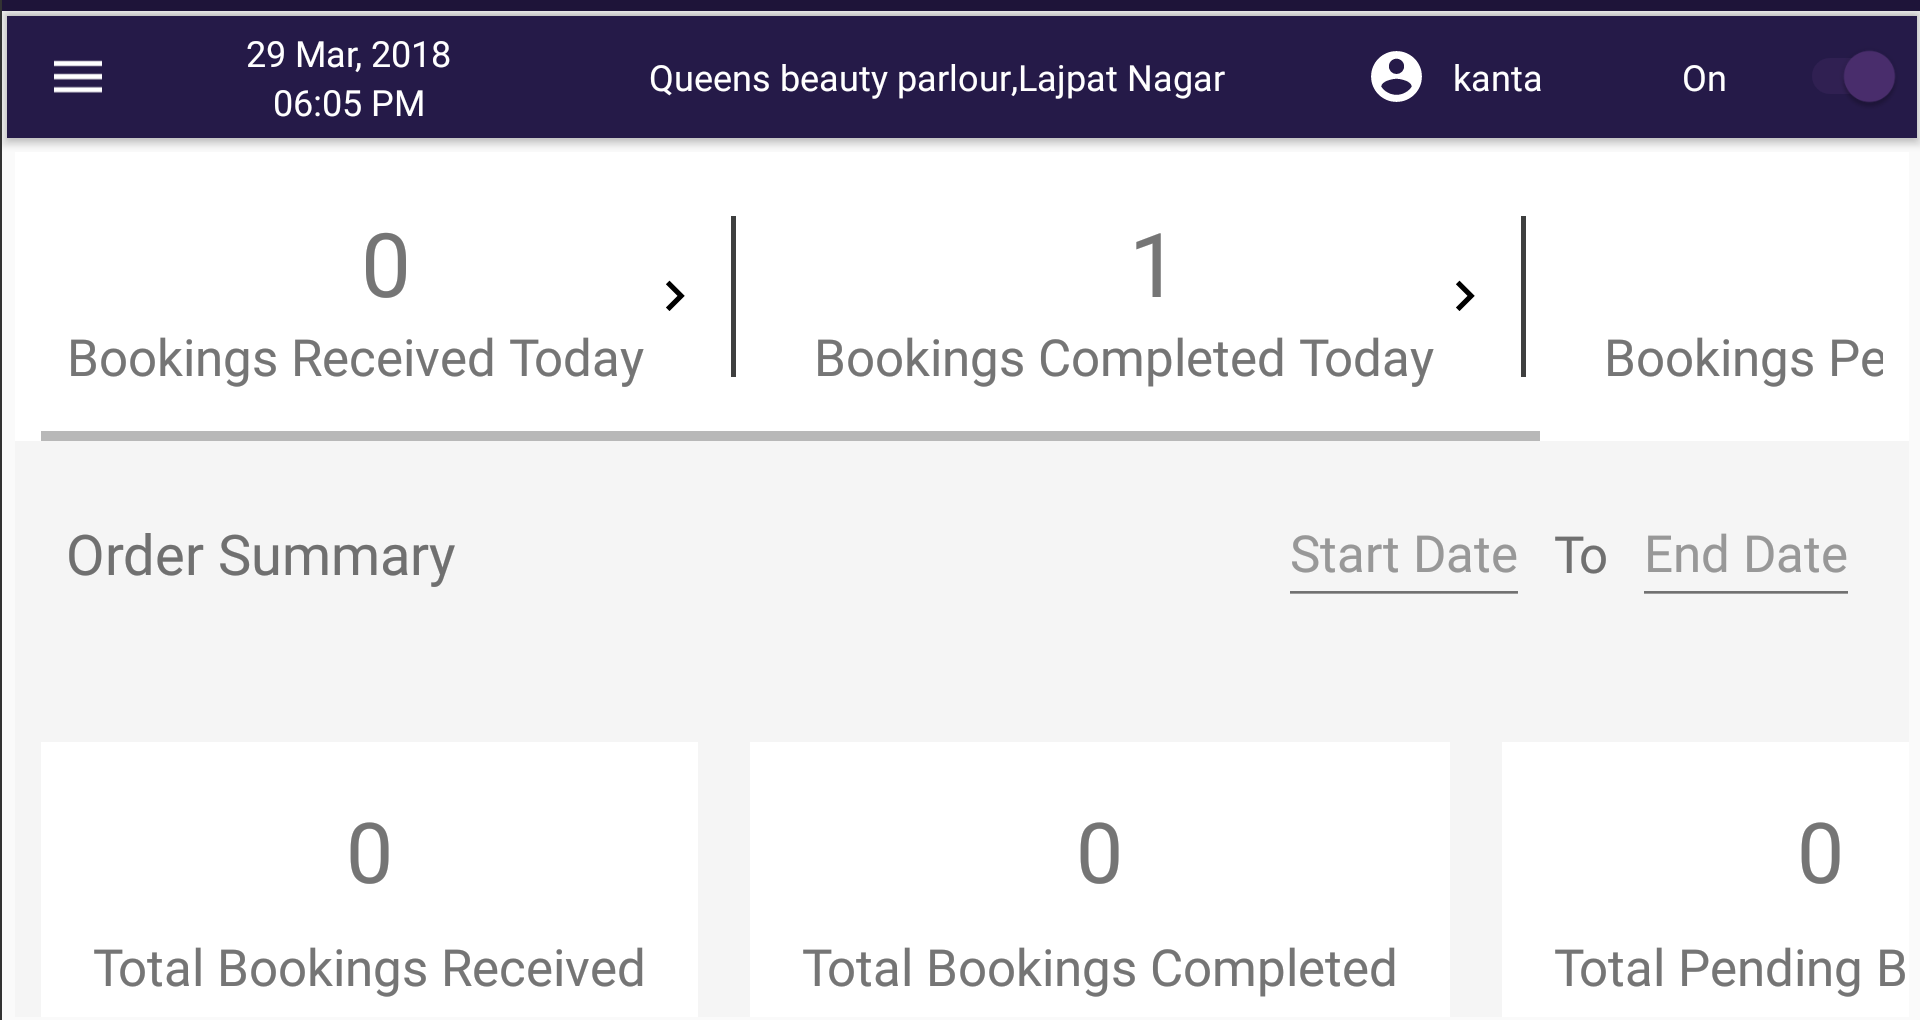 29 Mar, 2018
06:05 PM
Queens beauty parlour,Lajpat Nagar
kanta
On
0
Bookings Received Today
1
Bookings Completed Today
Bookings Pe
Order Summary
Start Date To End Date
0
Total Bookings Received
0
Total Bookings Completed
0
Total Pending B